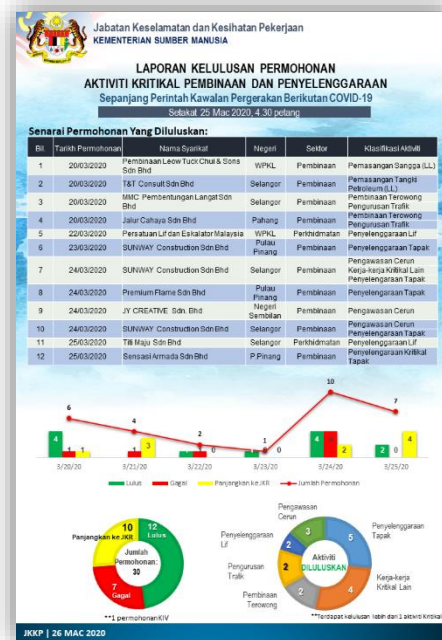 Jabatan Keselamatan dan Kesihatan Pekerjaan
KEMENTERIAN SUMBER MANUSIA
LAPORAN KELULUSAN PERMOHONAN
AKTIVITI KRITIKAL PEMBINAAN DAN PENYELENGGARAAN
Sepanjang Perintah Kawalan Pergerakan Berikutan COVID-19
Setakat 25 Mac 2020, 4.30 petang
Senarai Permohonan Yang Diluluskan:
Bil. Tarikh Permohonan Nama Syarikat Negeri Sektor Klasifikasi Aktiviti
1 20/03/2020 Pembinaan Leow Tuck Chui & Sons Sdn Bhd WPKL Pembinaan Pemasangan Sangga (LL)
2 20/03/2020 T&T Consult Sdn Bhd Selangor Pembinaan Pemasangan Tangki Petroleum (LL)
3 20/03/2020 MMC Pembentungan Langat Sdn Bhd Selangor Pembinaan Pembinaan Terowong Pengurusan Trafik
4 20/03/2020 Jalur Cahaya Sdn Bhd Pahang Pembinaan Pembinaan Terowong Pengurusan Trafik
5 22/03/2020 Persatuan Lif dan Eskalator Malaysia WPKL Perkhidmatan Penyelenggaraan Lif
6 23/03/2020 SUNWAY Construction Sdn Bhd Pulau Pinang Pembinaan Penyelenggaraan Tapak
7 24/03/2020 SUNWAY Construction Sdn Bhd Selangor Pembinaan Pengawasan Cerun Kerja-kerja Kritikal Lain Penyelengaraan Tapak
8 24/03/2020 Premium Flame Sdn Bhd Pulau Pinang Pembinaan Penyelengaraan Tapak
9 24/03/2020 JY CREATIVE Sdn. Bhd Negeri Sembilan Pembinaan Pengawasan Cerun
10 24/03/2020 SUNWAY Construction Sdn Bhd Selangor Pembinaan Pengawasan Cerun Penyelengaraan Tapak
11 25/03/2020 Titi Maju Sdn Bhd Selangor Perkhidmatan Penyelenggaraan Lif
12 25/03/2020 Sensasi Armada Sdn Bhd P.Pinang Pembinaan Penyelengaraan Kritikal Tapak
6 4 2 1 10 7
4 1 1 1 3 0 0 0 4 2 2 0 4
3/20/20 3/21/20 3/22/20 3/23/20 3/24/20 3/25/20
Lulus Gagal Panjangkan ke JKR Jumlah Permohonan
10
Panjangkan ke JKR
12
Lulus
Jumlah
Permohonan:
30
7
Gagal
**1 permohonan KIV
Pengawasan
Cerun
3
Penyelenggaraan
Tapak
5
Penyelenggaraan
Lif
2
Aktiviti
DILULUSKAN
Pengurusan
Trafik
2
Pembinaan
Terowong
2
Kerja-kerja
Kritikal Lain
4
**Terdapat kelulusan lebih dari 1 aktiviti Kritikal
JKKP | 26 MAC 2020